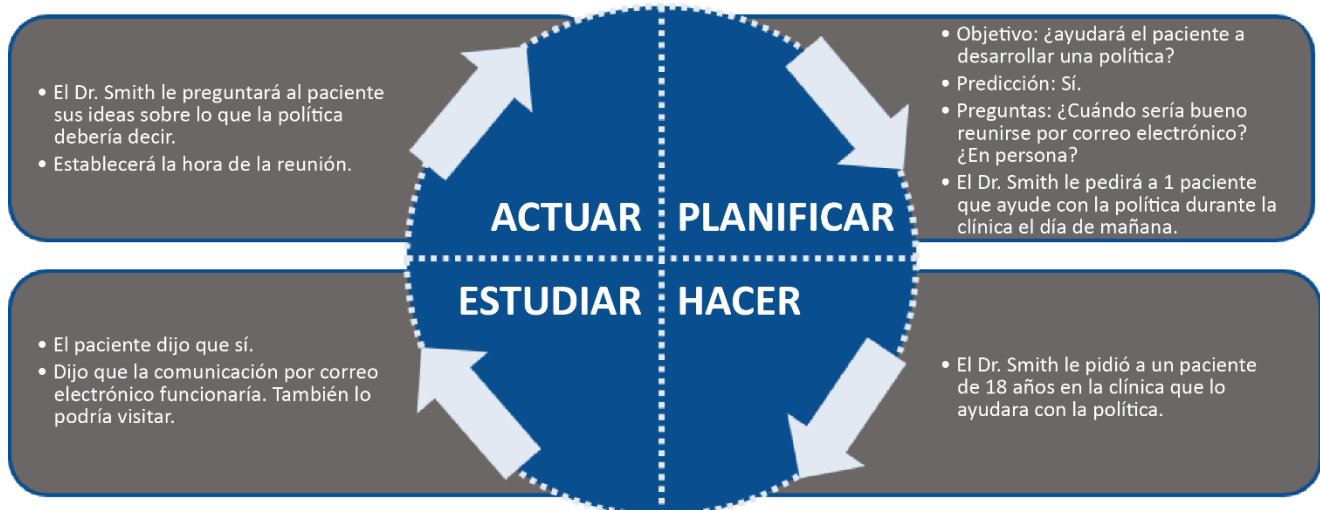 • El Dr. Smith le preguntará al paciente
sus ideas sobre lo que la política
debería decir.
• Establecerá la hora de la reunión.
• Objetivo: ¿ayudará el paciente a
desarrollar una política?
• Predicción: Sí.
• Preguntas: ¿Cuándo sería bueno
reunirse por correo electrónico?
¿En persona?
• El Dr. Smith le pedirá a 1 paciente
que ayude con la política durante la
clínica el día de mañana.
ACTUAR
PLANIFICAR
ESTUDIAR
HACER
• El paciente dijo que sí.
• Dijo que la comunicación por correo
electrónico funcionaría. También lo
podría visitar.
• El Dr. Smith le pidió a un paciente
de 18 años en la clínica que lo
ayudara con la política.